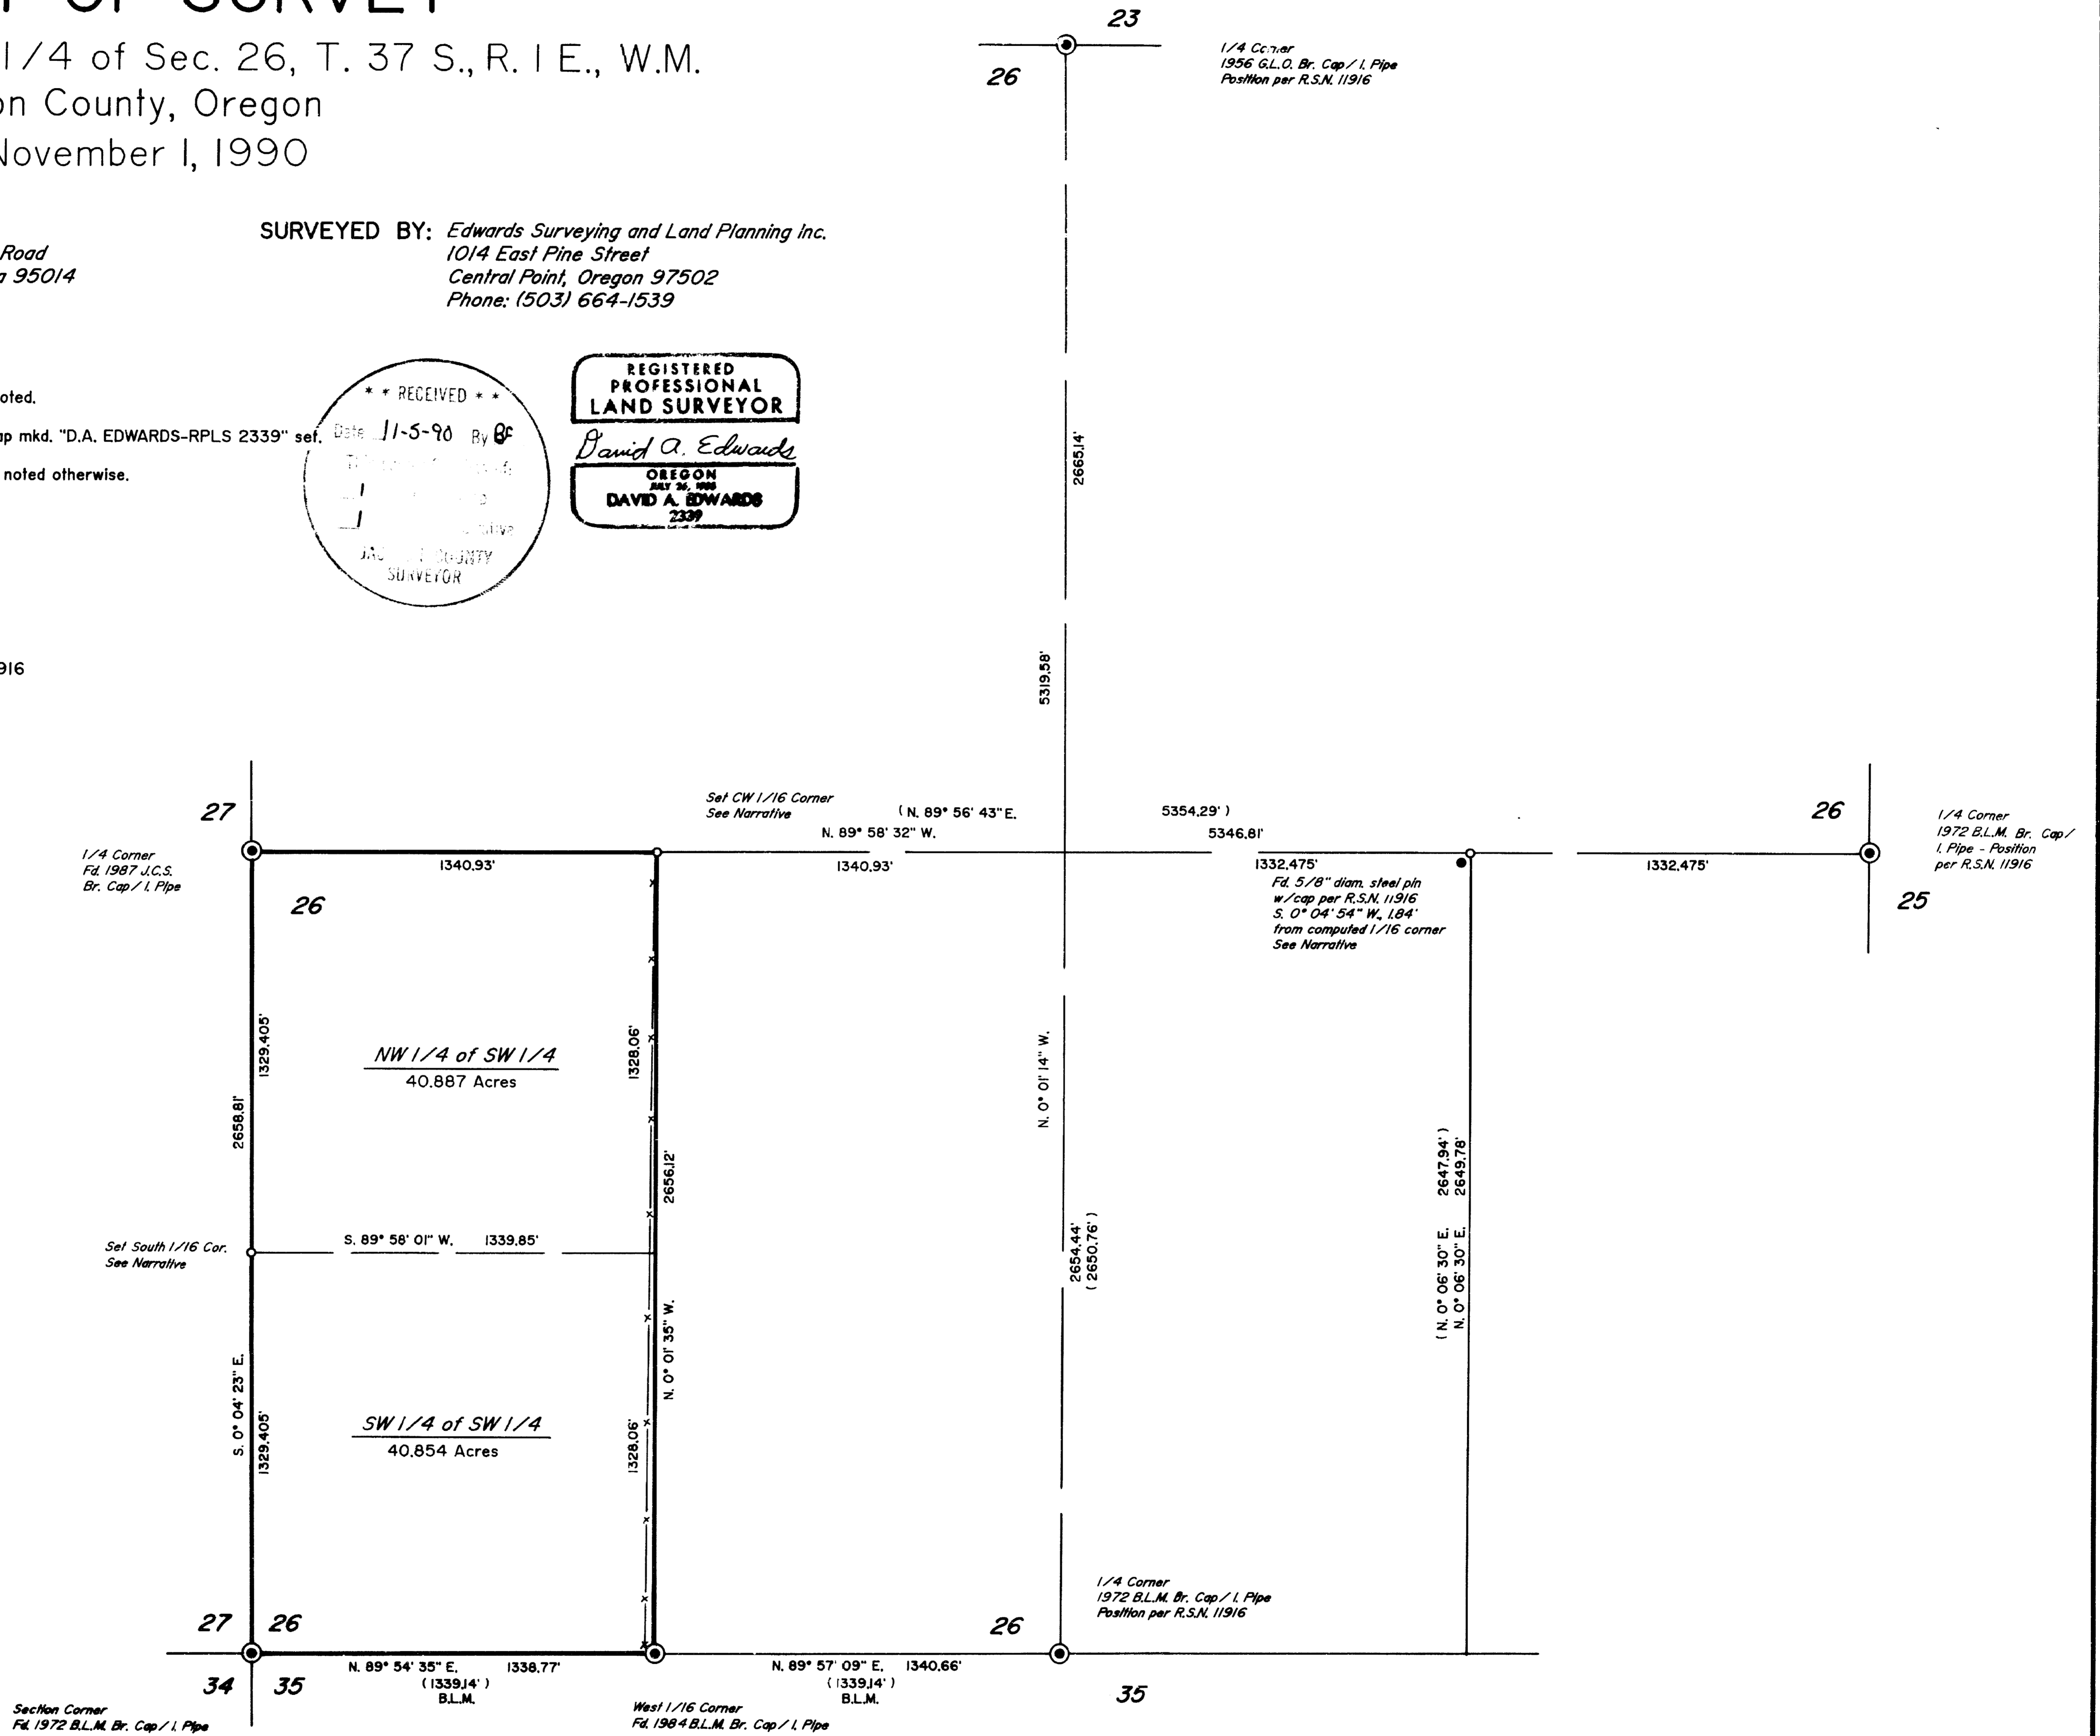 1/4 of Sec. 26, T. 37 S., R. 1 E., W.M.
on County, Oregon
November 1, 1990
Road
95014
SURVEYED BY: Edwards Surveying and Land Planning Inc.
1014 East Pine Street
Central Point, Oregon 97502
Phone: (503) 664-1539
oted.
ap mkd. "D.A. EDWARDS-RPLS 2339" set.
noted otherwise.
* * RECEIVED * *
Date 11-5-90 By
COUNTY
SURVEYOR
REGISTERED
PROFESSIONAL
LAND SURVEYOR
David A. Edwards
OREGON
JULY 26,
DAVID A. EDWARDS
2339
916
23
26
1/4 Corner
1956 G.L.O. Br. Cap / I. Pipe
Position per R.S.N. 11916
2665.14'
5319.58'
27
1/4 Corner
Fd. 1987 J.C.S.
Br. Cap / I. Pipe
26
1340.93'
Set CW 1/16 Corner
See Narrative
( N. 89° 56' 43" E. 5354.29' )
N. 89° 58' 32" W. 5346.81'
1340.93'
1332.475'
1332.475'
Fd. 5/8" diam. steel pin
w/cap per R.S.N. 11916
S. 0° 04' 54" W., 1.84'
from computed 1/16 corner
See Narrative
26
25
1/4 Corner
1972 B.L.M. Br. Cap /
I. Pipe - Position
per R.S.N. 11916
1329.405'
2658.81'
NW 1/4 of SW 1/4
40.887 Acres
1328.06'
2656.12'
N. 0° 01' 14" W.
2654.44'
( 2650.76' )
( N. 0° 06' 30" E. 2647.94' )
N. 0° 06' 30" E. 2649.78'
Set South 1/16 Cor.
See Narrative
S. 89° 58' 01" W. 1339.85'
N. 0° 01' 35" W.
S. 0° 04' 23" E.
1329.405'
SW 1/4 of SW 1/4
40.854 Acres
1328.06'
1/4 Corner
1972 B.L.M. Br. Cap / I. Pipe
Position per R.S.N. 11916
27 26
26
34 35
35
N. 89° 54' 35" E. 1338.77'
( 1339.14' )
B.L.M.
N. 89° 57' 09" E. 1340.66'
( 1339.14' )
B.L.M.
Section Corner
Fd. 1972 B.L.M. Br. Cap / I. Pipe
West 1/16 Corner
Fd. 1984 B.L.M. Br. Cap / I. Pipe